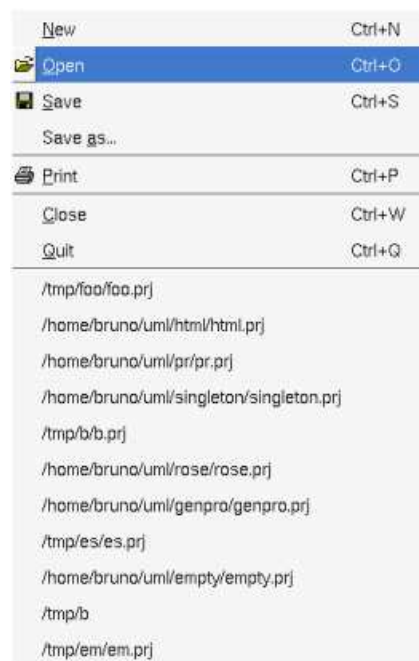 New Ctrl+N
Open Ctrl+O
Save Ctrl+S
Save as...
Print Ctrl+P
Close Ctrl+W
Quit Ctrl+Q
/tmp/foo/foo.prj
/home/bruno/uml/html/html.prj
/home/bruno/uml/pr/pr.prj
/home/bruno/uml/singleton/singleton.prj
/tmp/b/b.prj
/home/bruno/uml/rose/rose.prj
/home/bruno/uml/genpro/genpro.prj
/tmp/es/es.prj
/home/bruno/uml/empty/empty.prj
/tmp/b
/tmp/em/em.prj